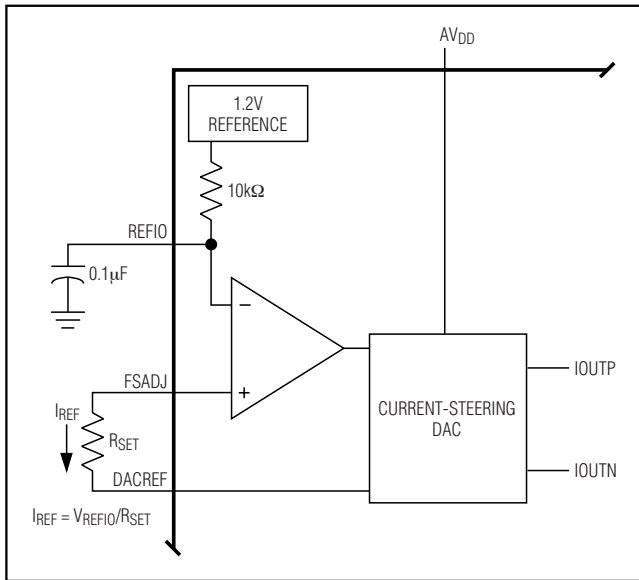 AVDD
1.2V
REFERENCE
10kΩ
REFIO
0.1μF
−
+
FSADJ
IREF
RSET
DACREF
CURRENT-STEERING
DAC
IOUTP
IOUTN
IREF = VREFIO/RSET